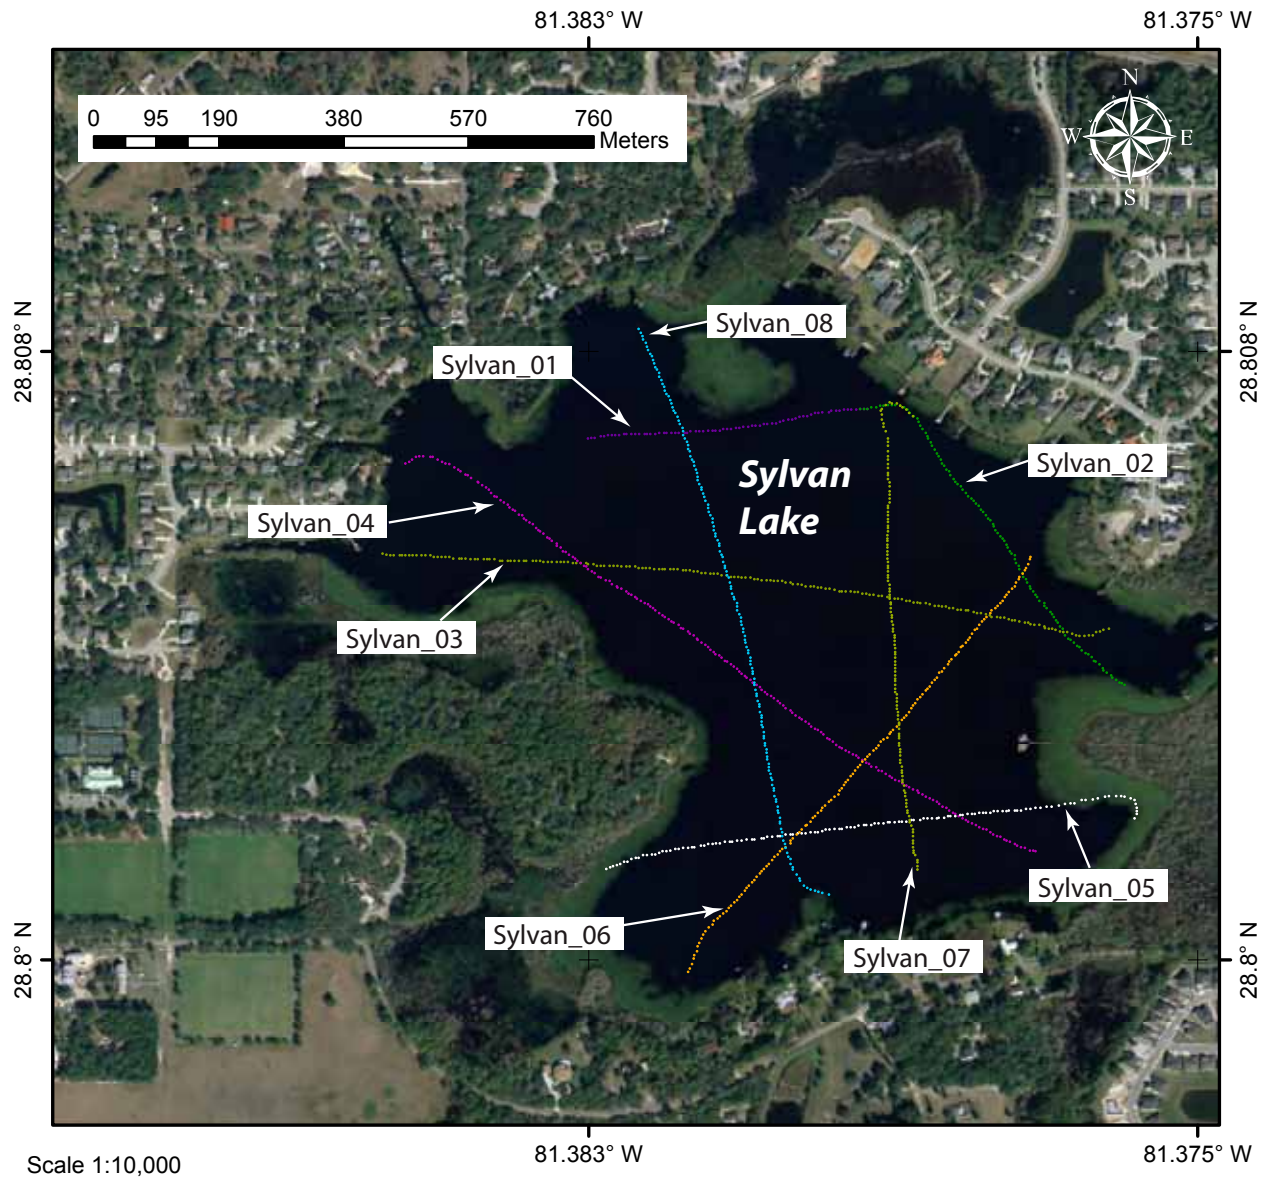 81.383° W
81.375° W
N
W E
S
0 95 190 380 570 760
Meters
28.808° N
28.808° N
Sylvan_08
Sylvan_01
Sylvan
Lake
Sylvan_02
Sylvan_04
Sylvan_03
Sylvan_05
Sylvan_06
Sylvan_07
28.8° N
28.8° N
81.383° W
81.375° W
Scale 1:10,000